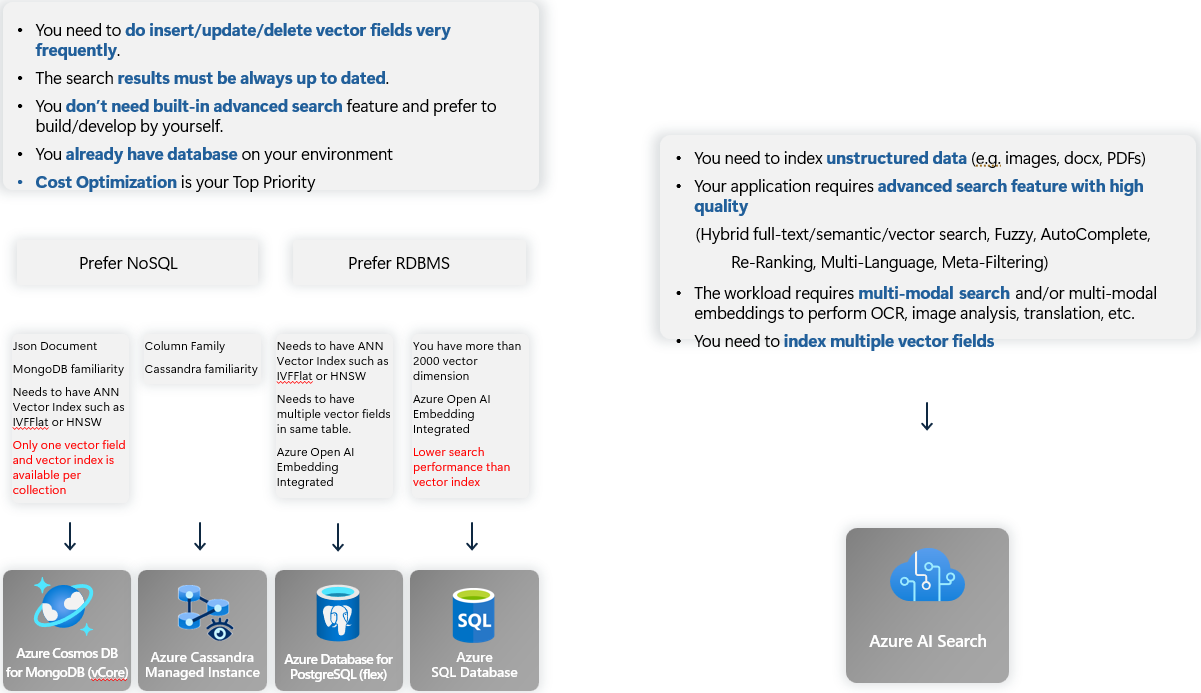 • You need to do insert/update/delete vector fields very
frequently.
• The search results must be always up to dated.
• You don't need built-in advanced search feature and prefer to
build/develop by yourself.
• You already have database on your environment
• Cost Optimization is your Top Priority
Prefer NoSQL
Prefer RDBMS
Json Document
MongoDB familiarity
Needs to have ANN
Vector Index such as
IVFFlat or HNSW
Only one vector field
and vector index is
available per
collection
Column Family
Cassandra familiarity
Needs to have ANN
Vector Index such as
IVFFlat or HNSW
Needs to have
multiple vector fields
in same table.
Azure Open AI
Embedding
Integrated
You have more than
2000 vector
dimension
Azure Open AI
Embedding
Integrated
Lower search
performance than
vector index
Azure Cosmos DB
for MongoDB (vCore)
Azure Cassandra
Managed Instance
Azure Database for
PostgreSQL (flex)
SQL
Azure
SQL Database
• You need to index unstructured data (e.g. images, docx, PDFs)
• Your application requires advanced search feature with high
quality
(Hybrid full-text/semantic/vector search, Fuzzy, AutoComplete,
Re-Ranking, Multi-Language, Meta-Filtering)
• The workload requires multi-modal search and/or multi-modal
embeddings to perform OCR, image analysis, translation, etc.
• You need to index multiple vector fields
Azure AI Search